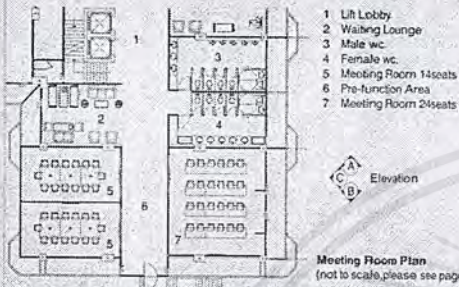 1 Lift Lobby
2 Waiting Lounge
3 Male wc.
4 Female wc.
5 Meeting Room 14seats
6 Pre-function Area
7 Meeting Room 24seats
1
3
2
4
5
6
5
7
A
C
B
Elevation
Meeting Room Plan
(not to scale,please see page